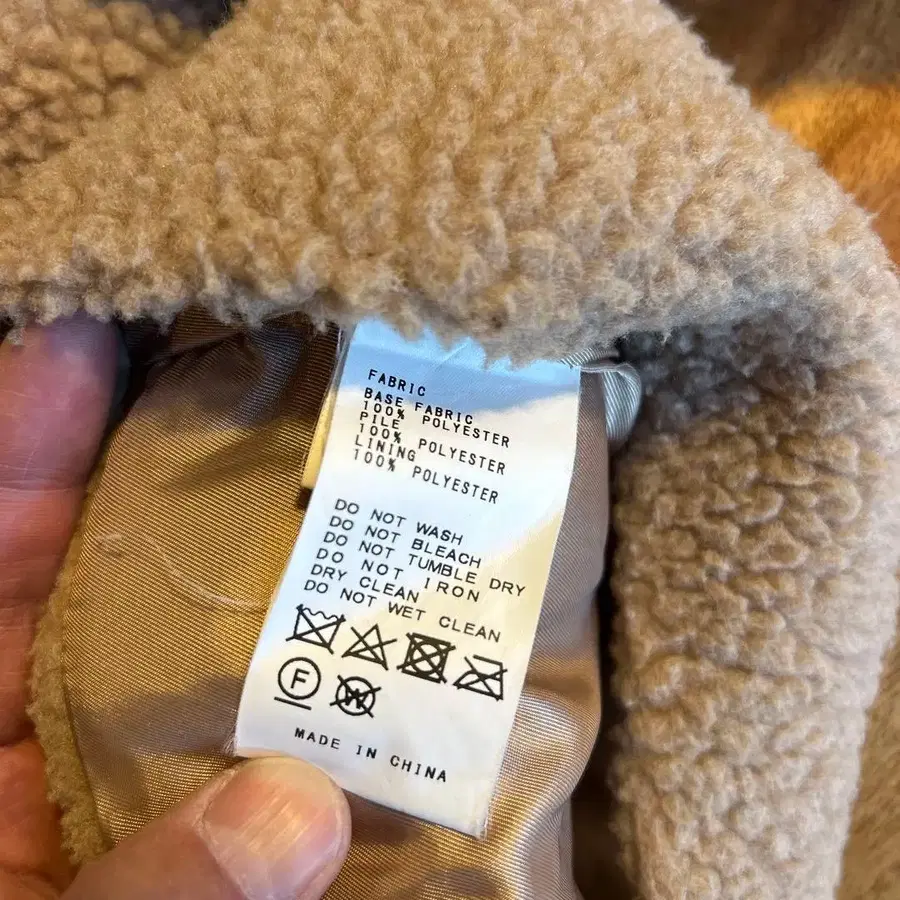 FABRIC
BASE FABRIC
100% POLYESTER
PILE
100% POLYESTER
LINING
100% POLYESTER
DO NOT WASH
DO NOT BLEACH
DO NOT TUMBLE DRY
DO NOT IRON
DRY CLEAN
DO NOT WET CLEAN
F W
MADE IN CHINA